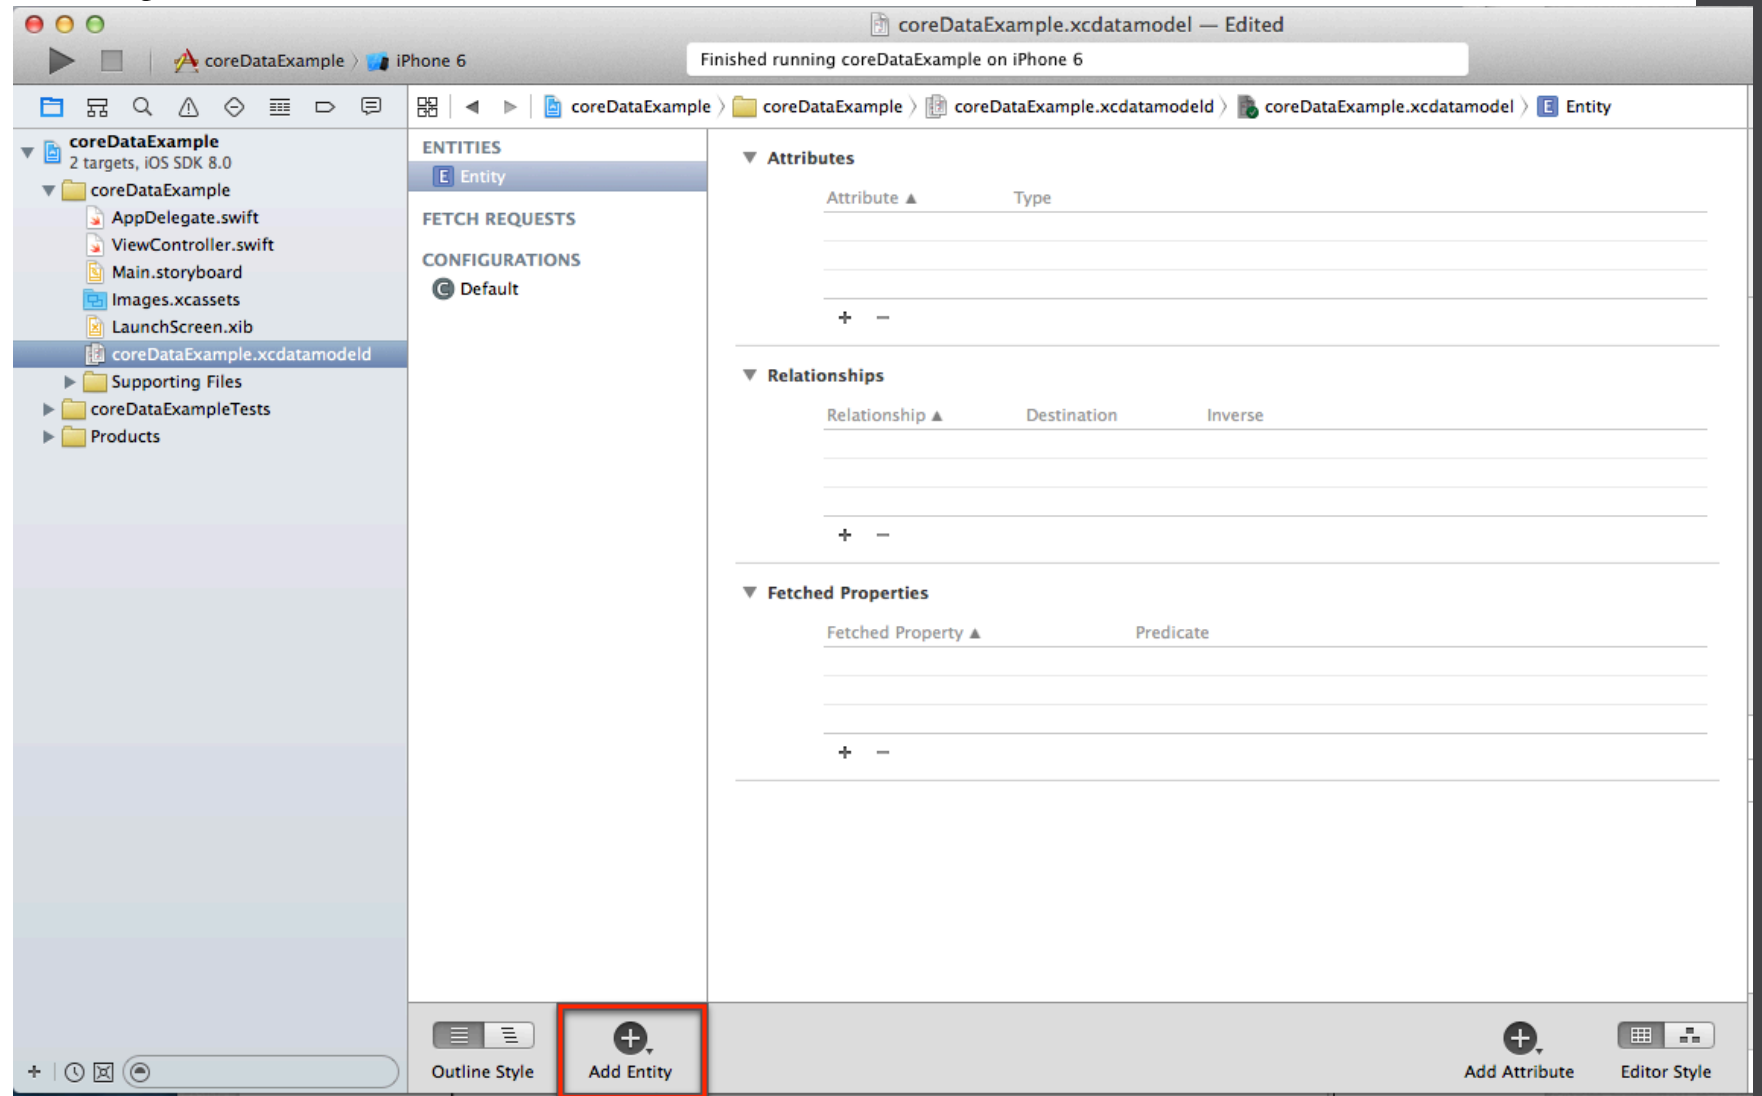 coreDataExample.xcdatamodel — Edited
coreDataExample iPhone 6
Finished running coreDataExample on iPhone 6
coreDataExample coreDataExample coreDataExample.xcdatamodeld coreDataExample.xcdatamodel E Entity
coreDataExample
2 targets, iOS SDK 8.0
coreDataExample
AppDelegate.swift
ViewController.swift
Main.storyboard
Images.xcassets
LaunchScreen.xib
coreDataExample.xcdatamodeld
Supporting Files
coreDataExampleTests
Products
ENTITIES
E Entity
FETCH REQUESTS
CONFIGURATIONS
C Default
Attributes
Attribute Type
Relationships
Relationship Destination Inverse
Fetched Properties
Fetched Property Predicate
Outline Style Add Entity Add Attribute Editor Style